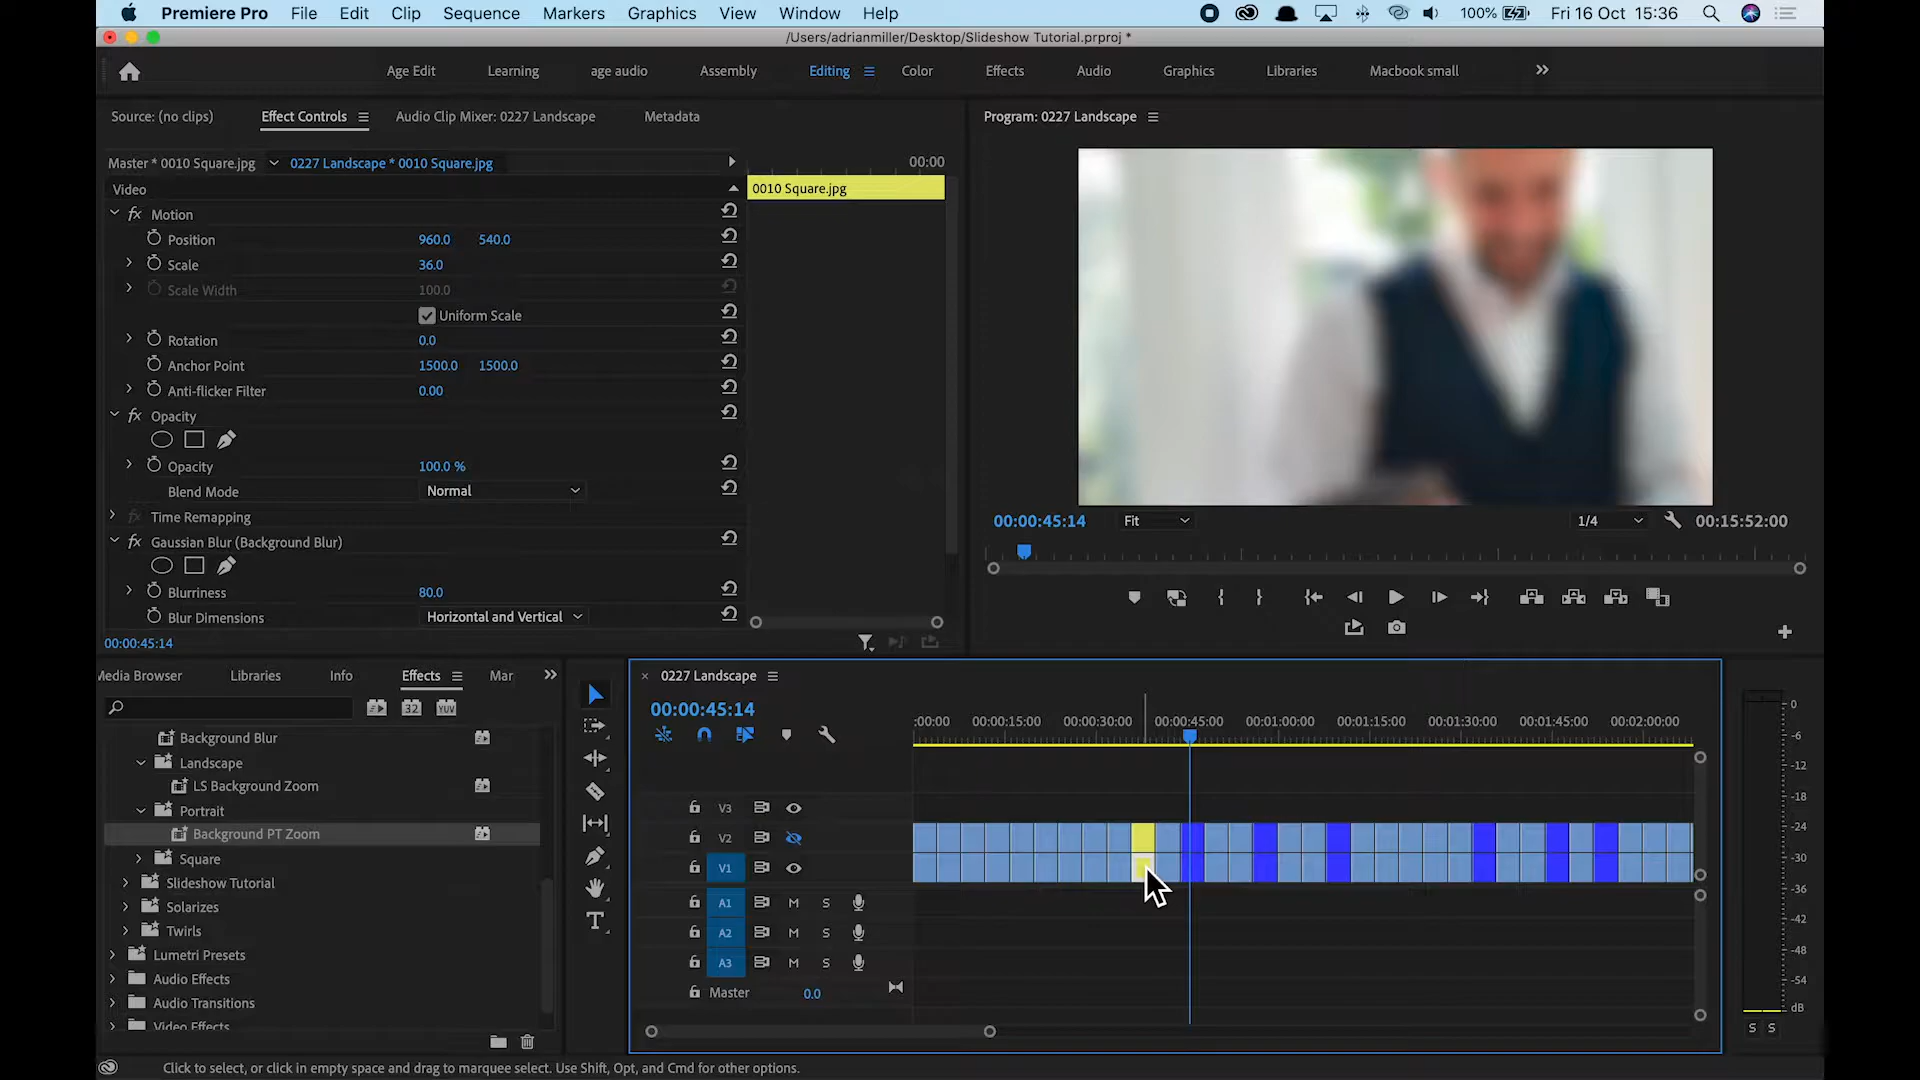 Premiere Pro File Edit Clip Sequence Markers Graphics View Window Help 100% Fri 16 Oct 15:36
/Users/adrianmiller/Desktop/Slideshow Tutorial.prproj *
Age Edit Learning age audio Assembly Editing Color Effects Audio Graphics Libraries Macbook small
Source: (no clips) Effect Controls Audio Clip Mixer: 0227 Landscape Metadata
Program: 0227 Landscape
Master * 0010 Square.jpg 0227 Landscape * 0010 Square.jpg 00:00
Video 0010 Square.jpg
fx Motion
Position 960.0 540.0
Scale 36.0
Scale Width 100.0
Uniform Scale
Rotation 0.0
Anchor Point 1500.0 1500.0
Anti-flicker Filter 0.00
fx Opacity
Opacity 100.0 %
Blend Mode Normal
fx Time Remapping
fx Gaussian Blur (Background Blur)
Blurriness 80.0
Blur Dimensions Horizontal and Vertical
00:00:45:14
00:00:45:14 Fit 1/4 00:15:52:00
Media Browser Libraries Info Effects Mar
32 YUV
Background Blur
Landscape
LS Background Zoom
Portrait
Background PT Zoom
Square
Slideshow Tutorial
Solarizes
Twirls
Lumetri Presets
Audio Effects
Audio Transitions
Video Effects
× 0227 Landscape
00:00:45:14
:00:00 00:00:15:00 00:00:30:00 00:00:45:00 00:01:00:00 00:01:15:00 00:01:30:00 00:01:45:00 00:02:00:00
V3
V2
V1
A1 M S
A2 M S
A3 M S
Master 0.0
T
0
-6
-12
-18
-24
-30
-36
-42
-48
-54
dB
S S
Click to select, or click in empty space and drag to marquee select. Use Shift, Opt, and Cmd for other options.